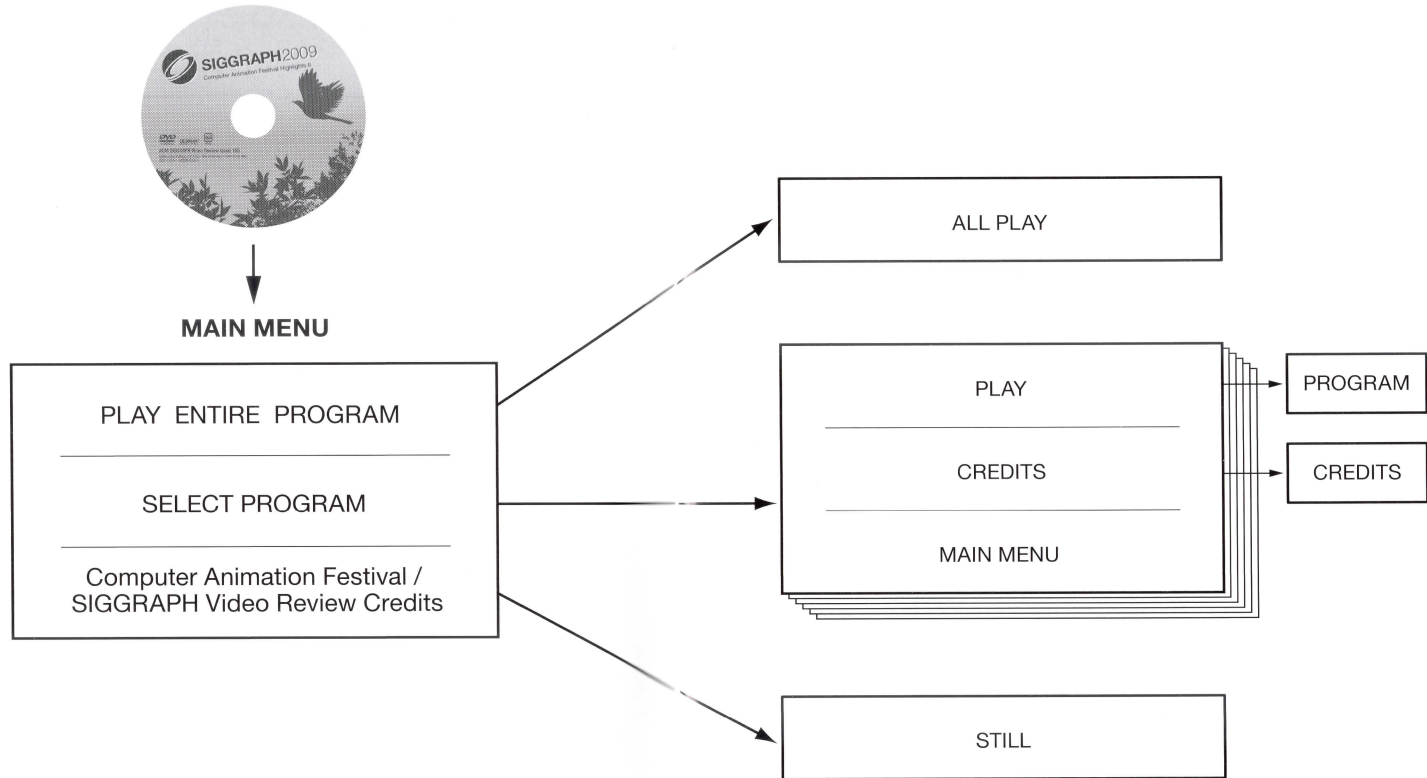 SIGGRAPH2009
Computer Animation Festival Highlights II
DVD
MAIN MENU
PLAY ENTIRE PROGRAM
SELECT PROGRAM
Computer Animation Festival /
SIGGRAPH Video Review Credits
ALL PLAY
PLAY
CREDITS
MAIN MENU
PROGRAM
CREDITS
STILL